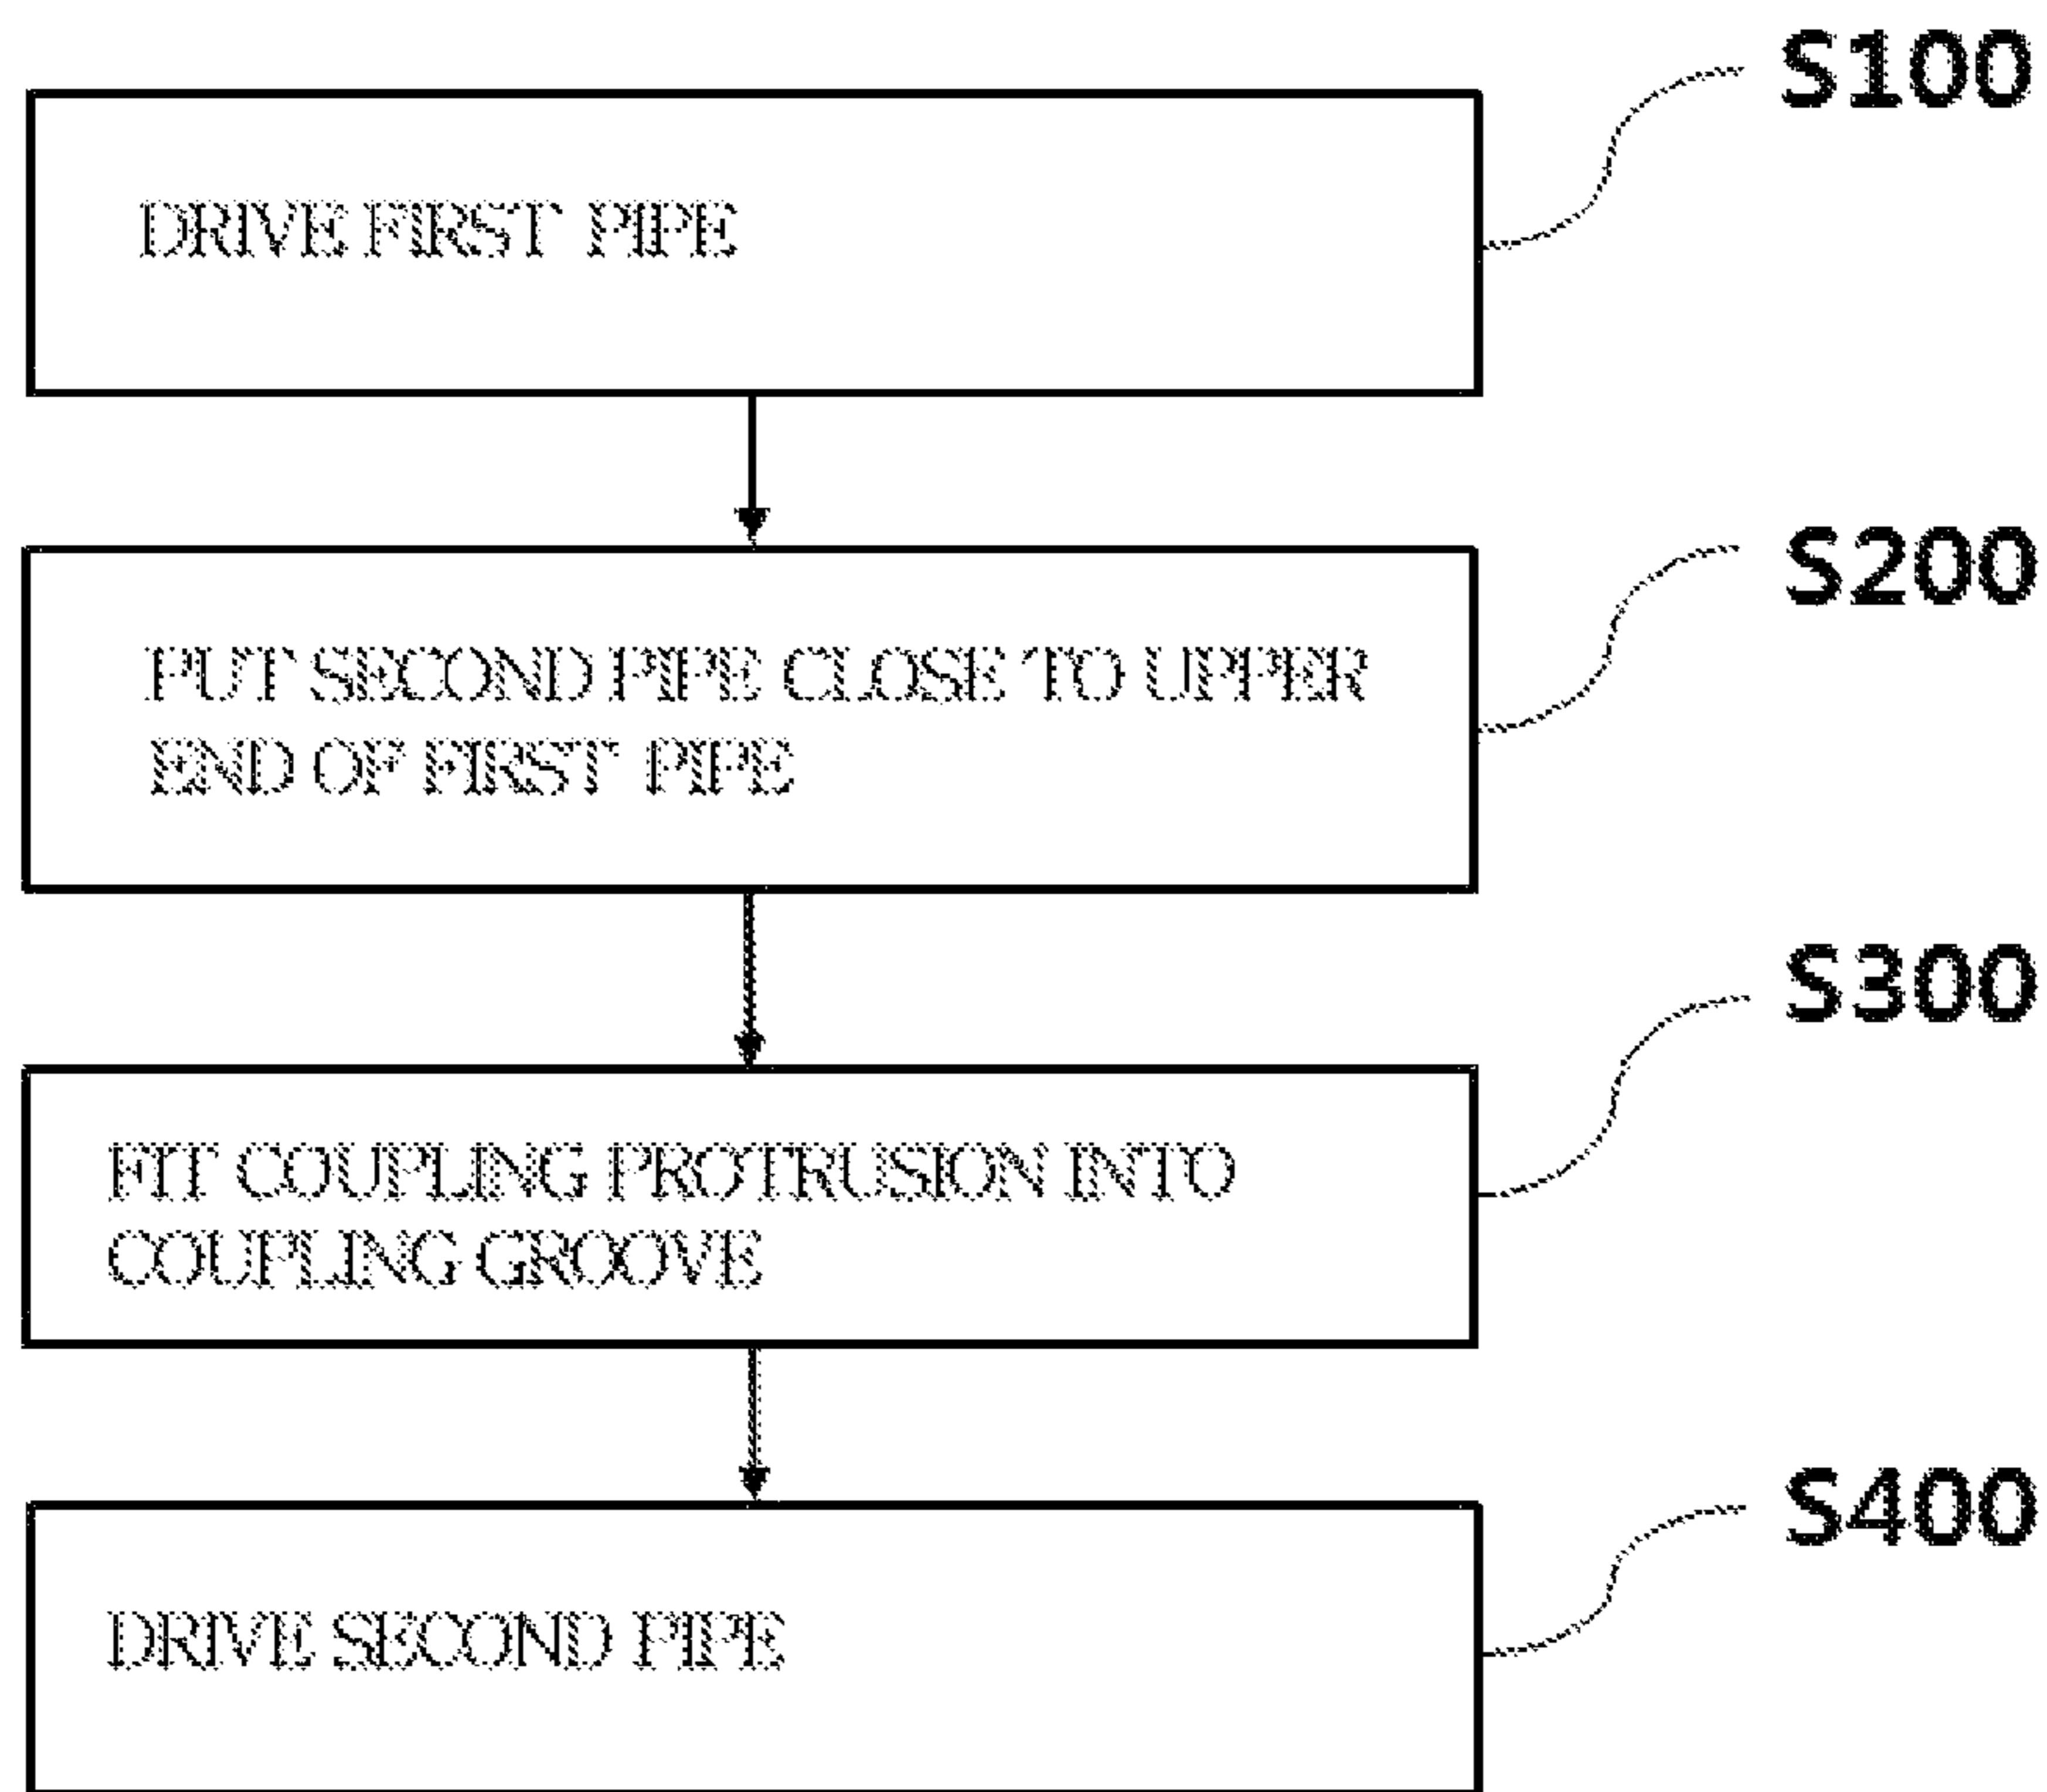 S100
DRIVE FIRST PIPE
S200
PUT SECOND PIPE CLOSE TO UPPER
END OF FIRST PIPE
S300
FIT COUPLING PROTRUSION INTO
COUPLING GROOVE
S400
DRIVE SECOND PIPE